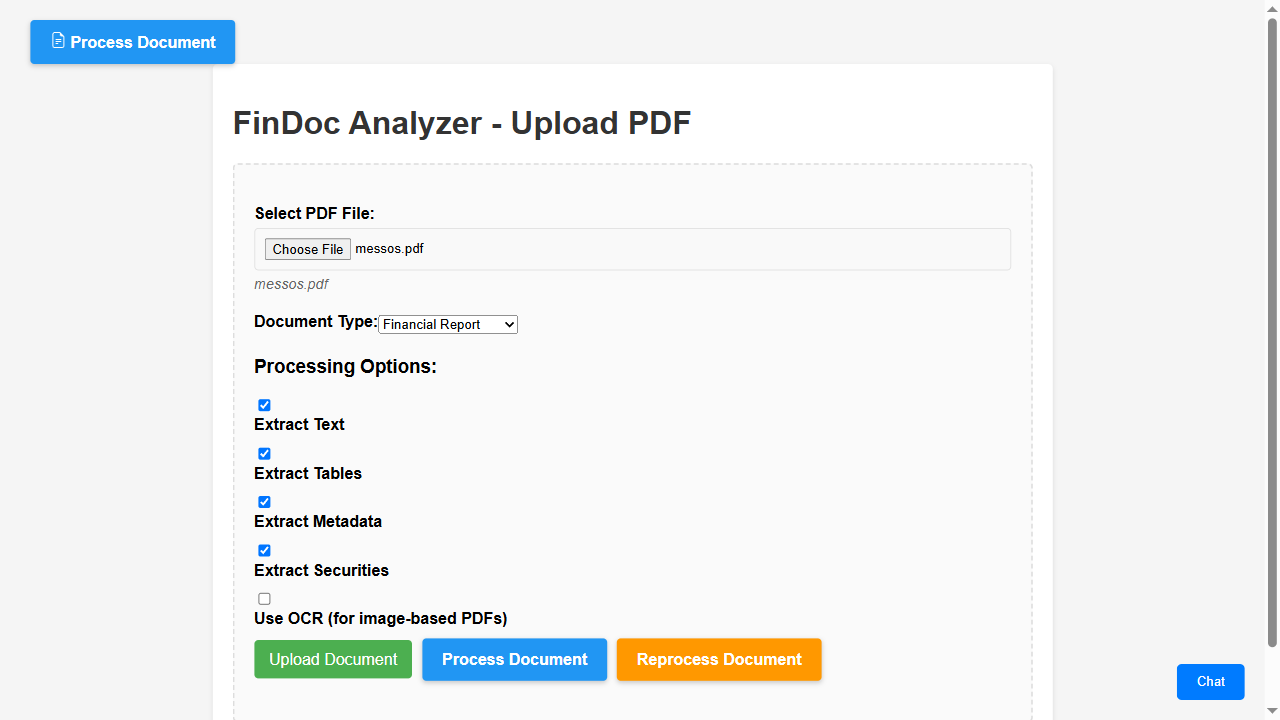 Process Document
FinDoc Analyzer - Upload PDF
Select PDF File:
Choose File messos.pdf
messos.pdf
Document Type: Financial Report
Processing Options:
Extract Text
Extract Tables
Extract Metadata
Extract Securities
Use OCR (for image-based PDFs)
Upload Document Process Document Reprocess Document
Chat